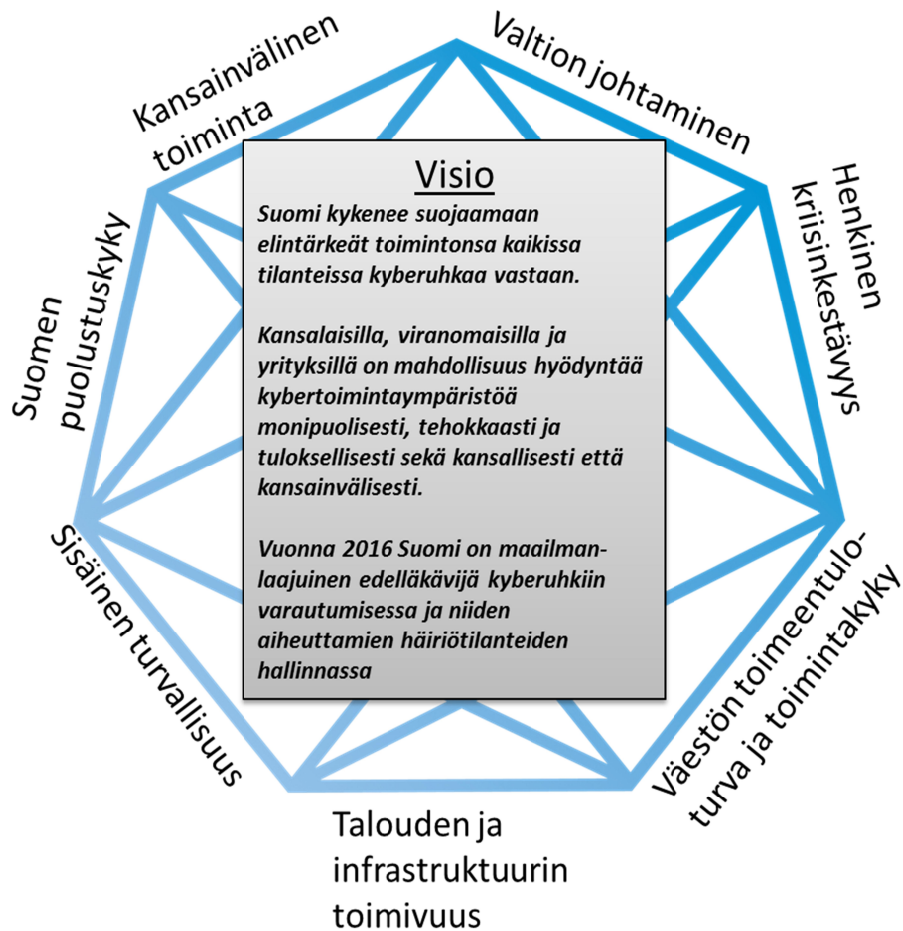 Kansainvälinen
toiminta
Valtion johtaminen
Henkinen
kriisinkestävyys
Suomen
puolustuskyky
Visio
Suomi kykenee suojaamaan
elintärkeät toimintonsa kaikissa
tilanteissa kyberuhkaa vastaan.
Kansalaisilla, viranomaisilla ja
yrityksillä on mahdollisuus hyödyntää
kybertoimintaympäristöä
monipuolisesti, tehokkaasti ja
tuloksellisesti sekä kansallisesti että
kansainvälisesti.
Vuonna 2016 Suomi on maailman-
laajuinen edelläkävijä kyberuhkiin
varautumisessa ja niiden
aiheuttamien häiriötilanteiden
hallinnassa
Sisäinen turvallisuus
Väestön toimeentulo-
turva ja toimintakyky
Talouden ja
infrastruktuurin
toimivuus